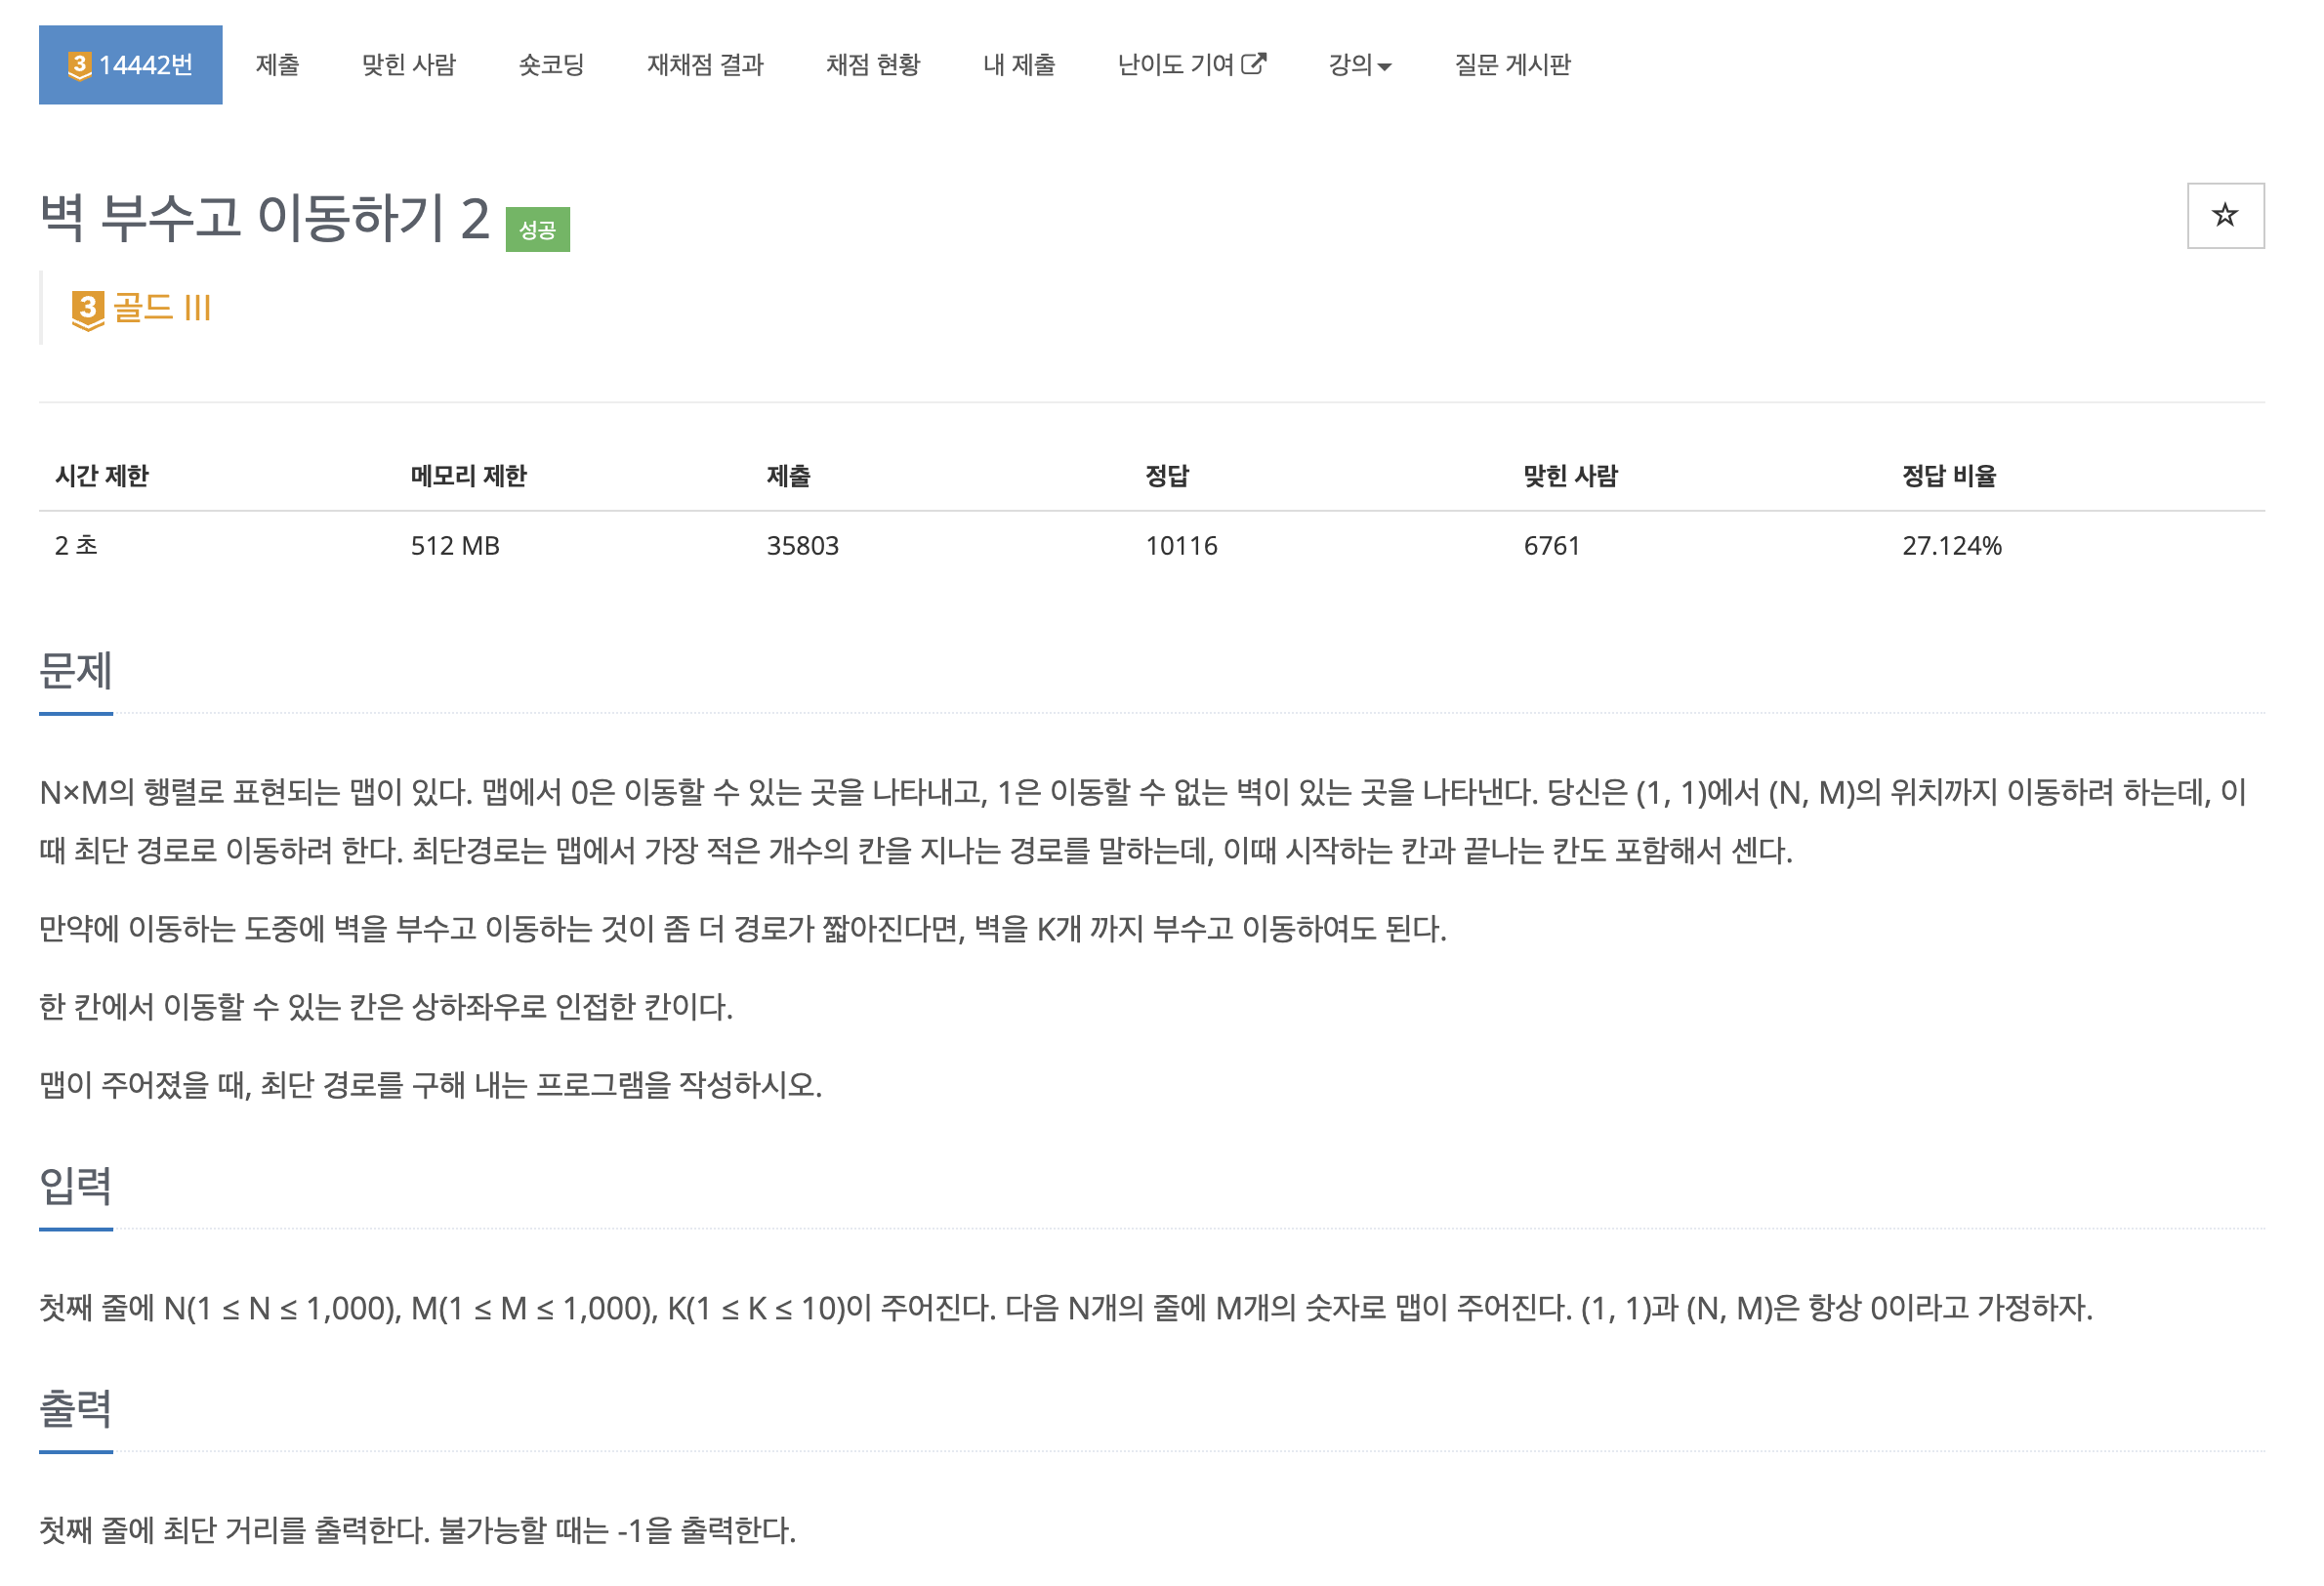 3 14442번 제출 맞힌 사람 숏코딩 재채점 결과 채점 현황 내 제출 난이도 기여 강의 질문 게시판
벽 부수고 이동하기 2 성공
3 골드 III
시간 제한 메모리 제한 제출 정답 맞힌 사람 정답 비율
2 초 512 MB 35803 10116 6761 27.124%
문제
N×M의 행렬로 표현되는 맵이 있다. 맵에서 0은 이동할 수 있는 곳을 나타내고, 1은 이동할 수 없는 벽이 있는 곳을 나타낸다. 당신은 (1, 1)에서 (N, M)의 위치까지 이동하려 하는데, 이
때 최단 경로로 이동하려 한다. 최단경로는 맵에서 가장 적은 개수의 칸을 지나는 경로를 말하는데, 이때 시작하는 칸과 끝나는 칸도 포함해서 센다.
만약에 이동하는 도중에 벽을 부수고 이동하는 것이 좀 더 경로가 짧아진다면, 벽을 K개 까지 부수고 이동하여도 된다.
한 칸에서 이동할 수 있는 칸은 상하좌우로 인접한 칸이다.
맵이 주어졌을 때, 최단 경로를 구해 내는 프로그램을 작성하시오.
입력
첫째 줄에 N(1 ≤ N ≤ 1,000), M(1 ≤ M ≤ 1,000), K(1 ≤ K ≤ 10)이 주어진다. 다음 N개의 줄에 M개의 숫자로 맵이 주어진다. (1, 1)과 (N, M)은 항상 0이라고 가정하자.
출력
첫째 줄에 최단 거리를 출력한다. 불가능할 때는 -1을 출력한다.